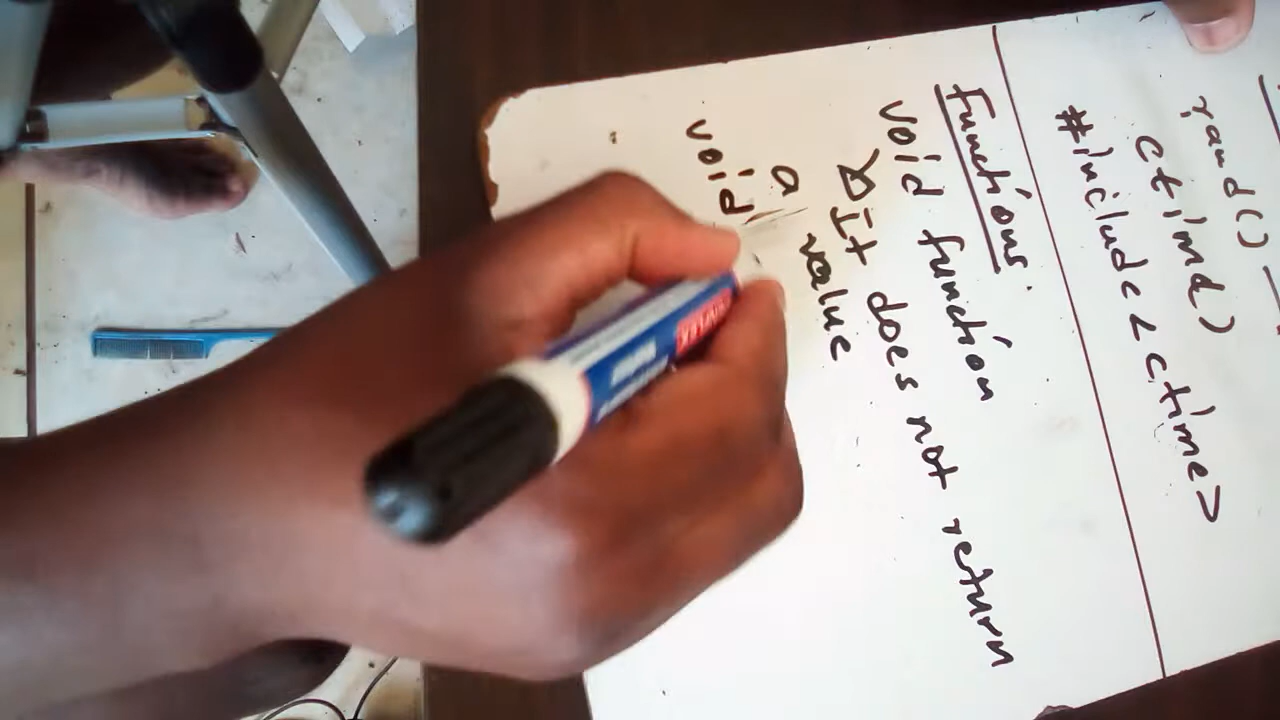 rand()
ctime)
#include<ctime>
Functions.
void function
It does not return
a value
void